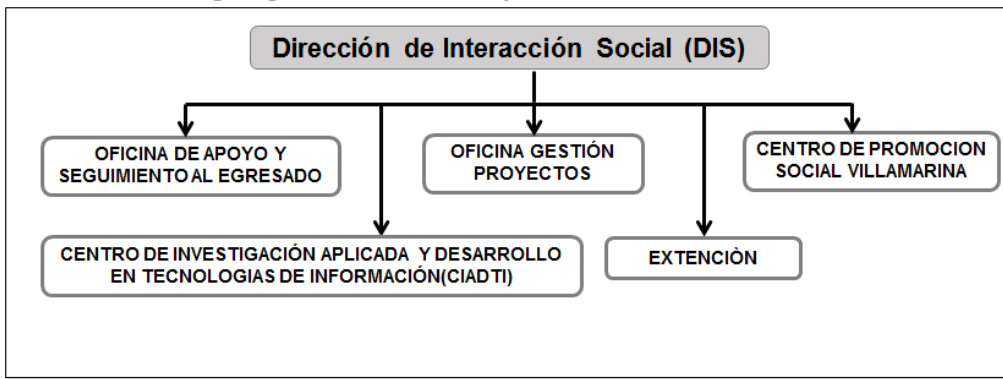 Dirección de Interacción Social (DIS)
OFICINA DE APOYO Y
SEGUIMIENTO AL EGRESADO
OFICINA GESTIÓN
PROYECTOS
CENTRO DE PROMOCION
SOCIAL VILLAMARINA
CENTRO DE INVESTIGACIÓN APLICADA Y DESARROLLO
EN TECNOLOGIAS DE INFORMACIÓN(CIADTI)
EXTENCIÒN